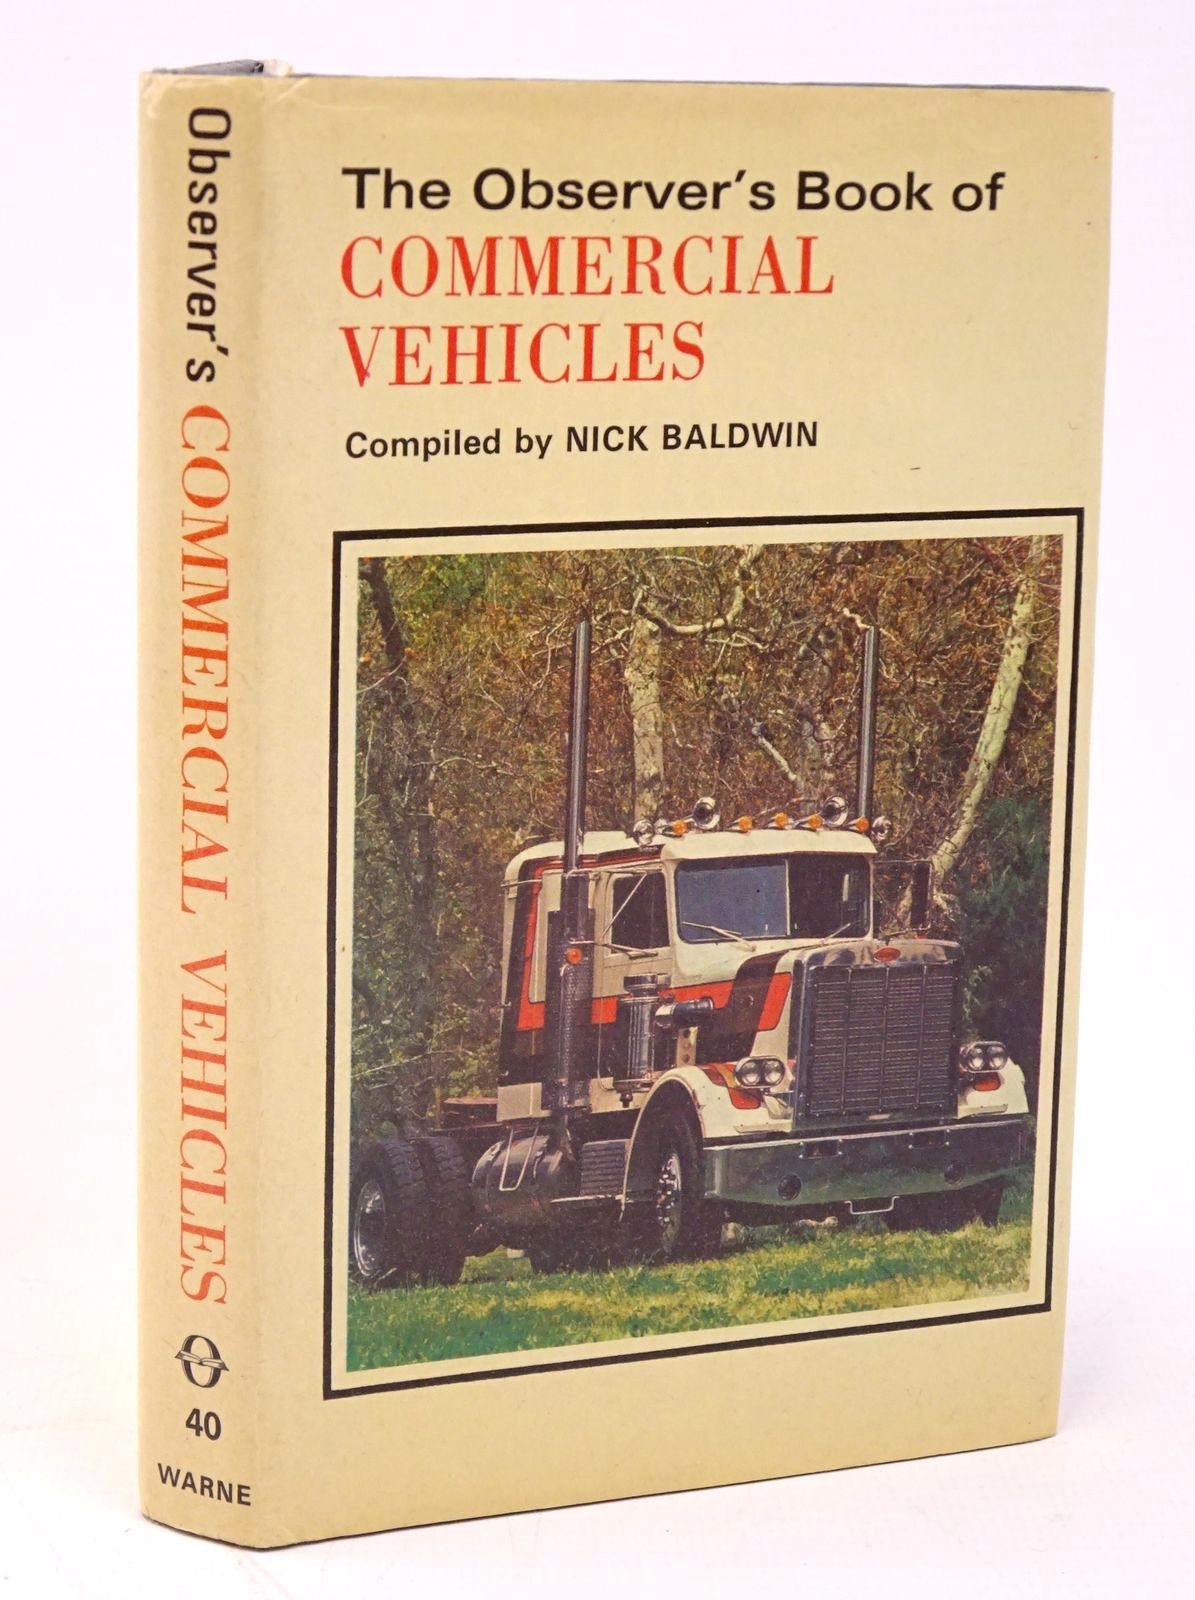 The Observer's Book of
COMMERCIAL
VEHICLES
Compiled by NICK BALDWIN
Observer's COMMERCIAL VEHICLES
40
WARNE